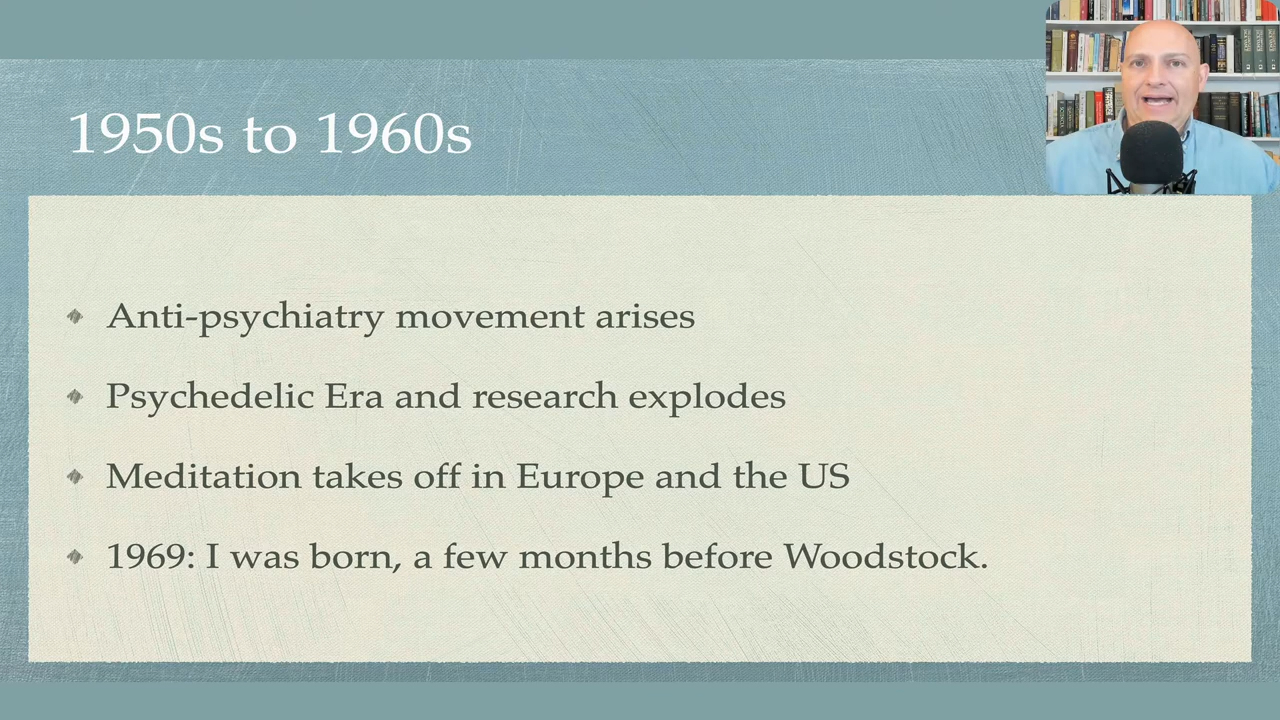 1950s to 1960s
Anti-psychiatry movement arises
Psychedelic Era and research explodes
Meditation takes off in Europe and the US
1969: I was born, a few months before Woodstock.